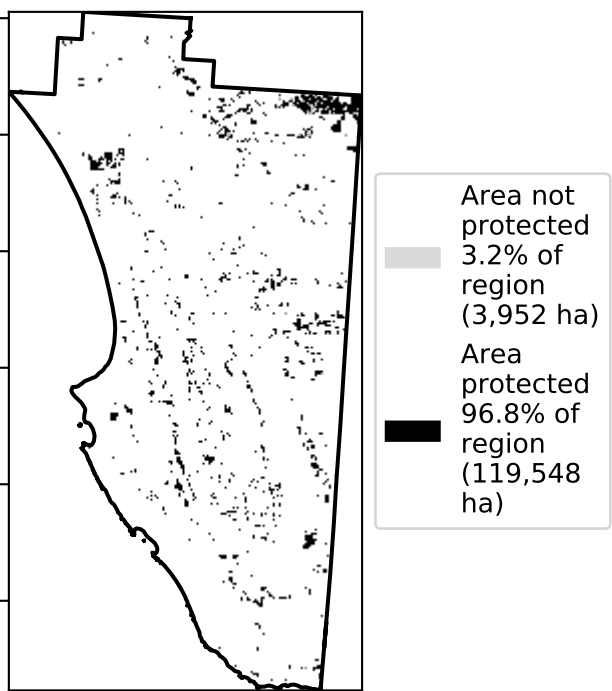 Area not
protected
3.2% of
region
(3,952 ha)
Area
protected
96.8% of
region
(119,548
ha)